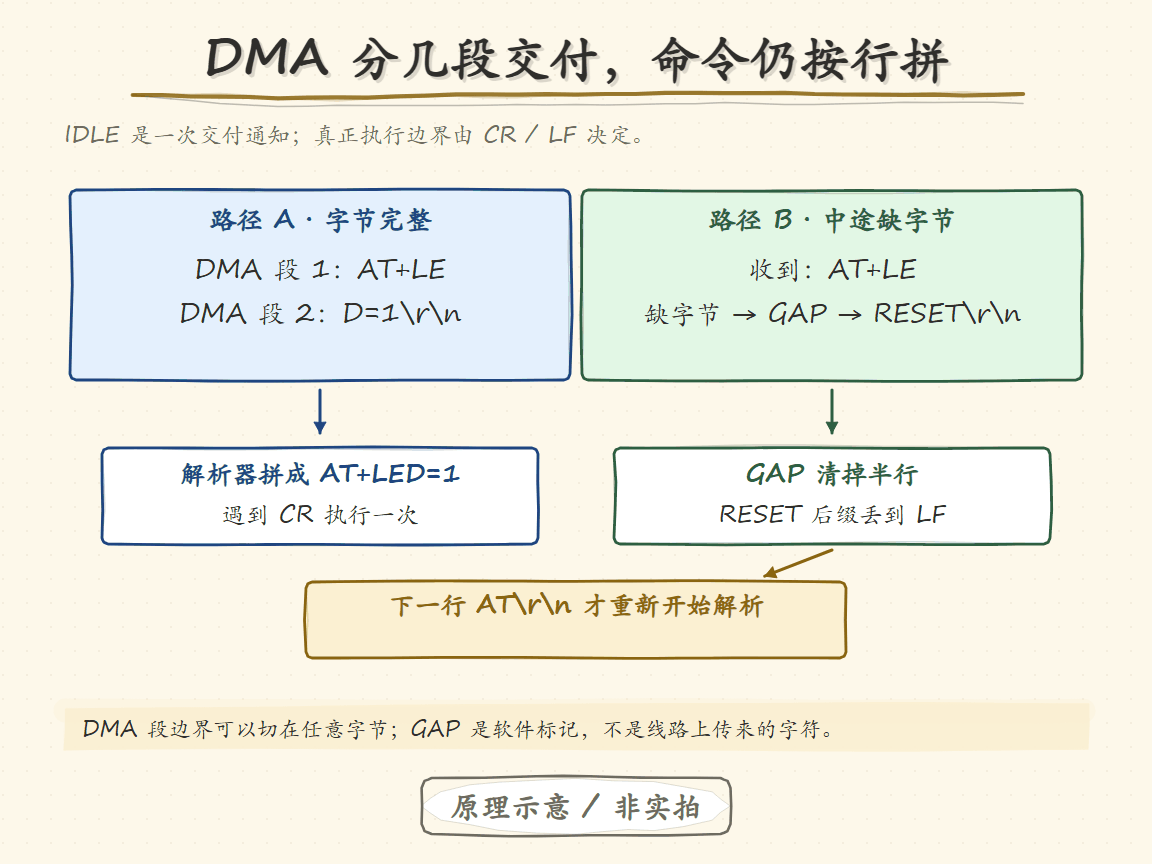 DMA 分几段交付，命令仍按行拼
IDLE 是一次交付通知；真正执行边界由 CR / LF 决定。
路径 A · 字节完整
DMA 段 1：AT+LE
DMA 段 2：D=1\r\n
路径 B · 中途缺字节
收到：AT+LE
缺字节 → GAP → RESET\r\n
解析器拼成 AT+LED=1
遇到 CR 执行一次
GAP 清掉半行
RESET 后缀丢到 LF
下一行 AT\r\n 才重新开始解析
DMA 段边界可以切在任意字节；GAP 是软件标记，不是线路上传来的字符。
原理示意 / 非实拍